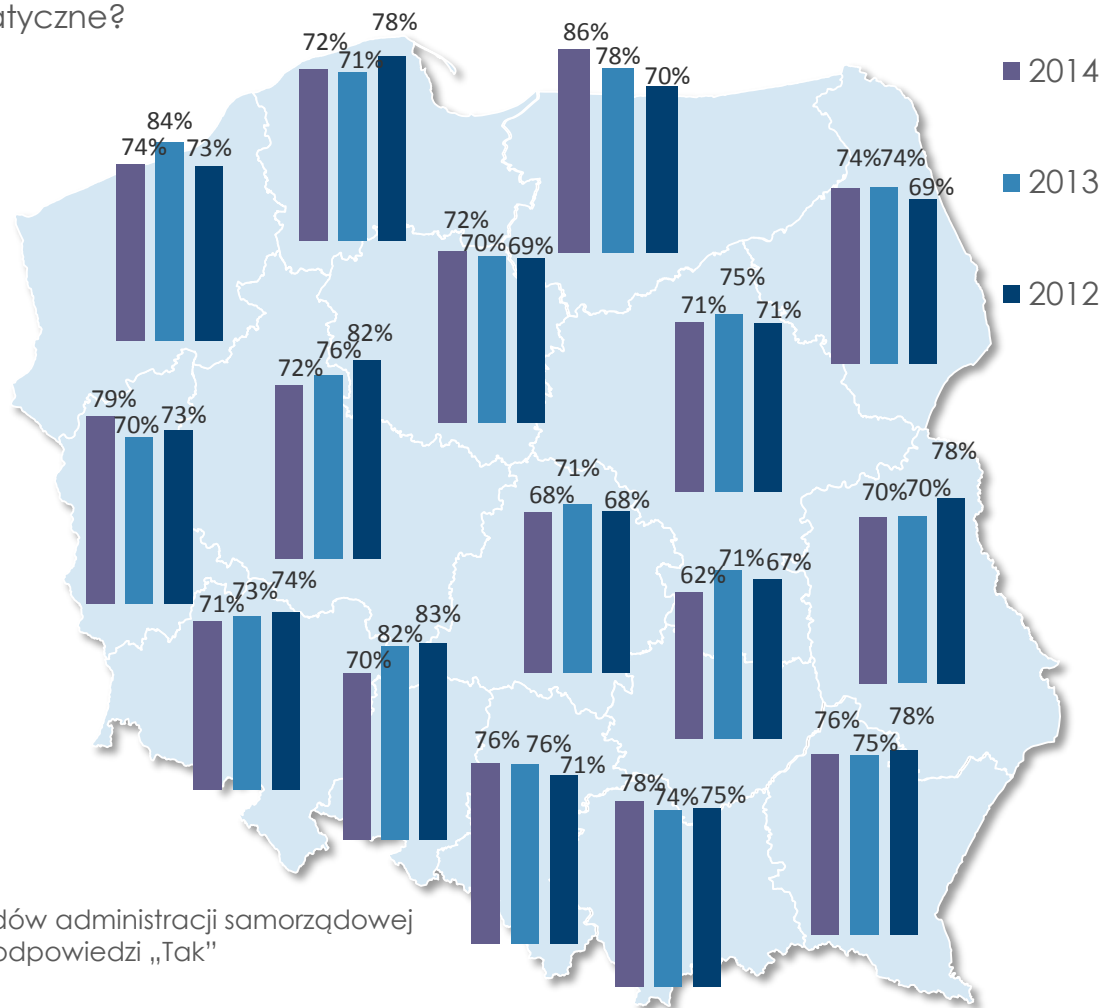 atyczne?
72% 71% 78%
86% 78% 70%
2014
74% 84% 73%
74% 74% 69%
2013
72% 70% 69%
71% 75% 71%
2012
72% 76% 82%
79% 70% 73%
68% 71% 68%
70% 70% 78%
62% 71% 67%
71% 73% 74%
70% 82% 83%
76% 76% 71%
78% 74% 75%
76% 75% 78%
dów administracji samorządowej
odpowiedzi „Tak”